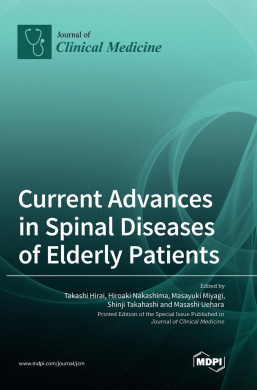 Journal of
Clinical Medicine
Current Advances
in Spinal Diseases
of Elderly Patients
Edited by
Takashi Hirai, Hiroaki Nakashima, Masayuki Miyagi,
Shinji Takahashi and Masashi Uehara
Printed Edition of the Special Issue Published in
Journal of Clinical Medicine
www.mdpi.com/journal/jcm
MDPI